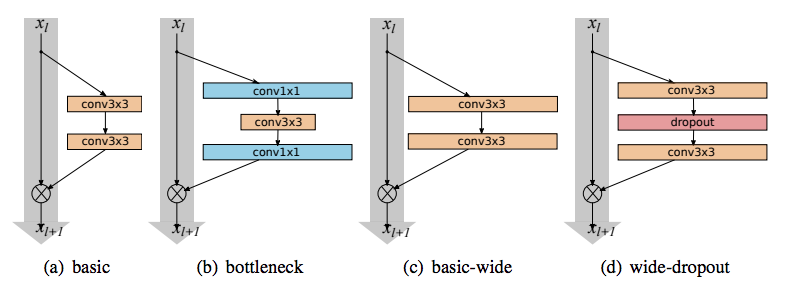 x_l
conv3x3
conv3x3
x_{l+1}
(a) basic
x_l
conv1x1
conv3x3
conv1x1
x_{l+1}
(b) bottleneck
x_l
conv3x3
conv3x3
x_{l+1}
(c) basic-wide
x_l
conv3x3
dropout
conv3x3
x_{l+1}
(d) wide-dropout